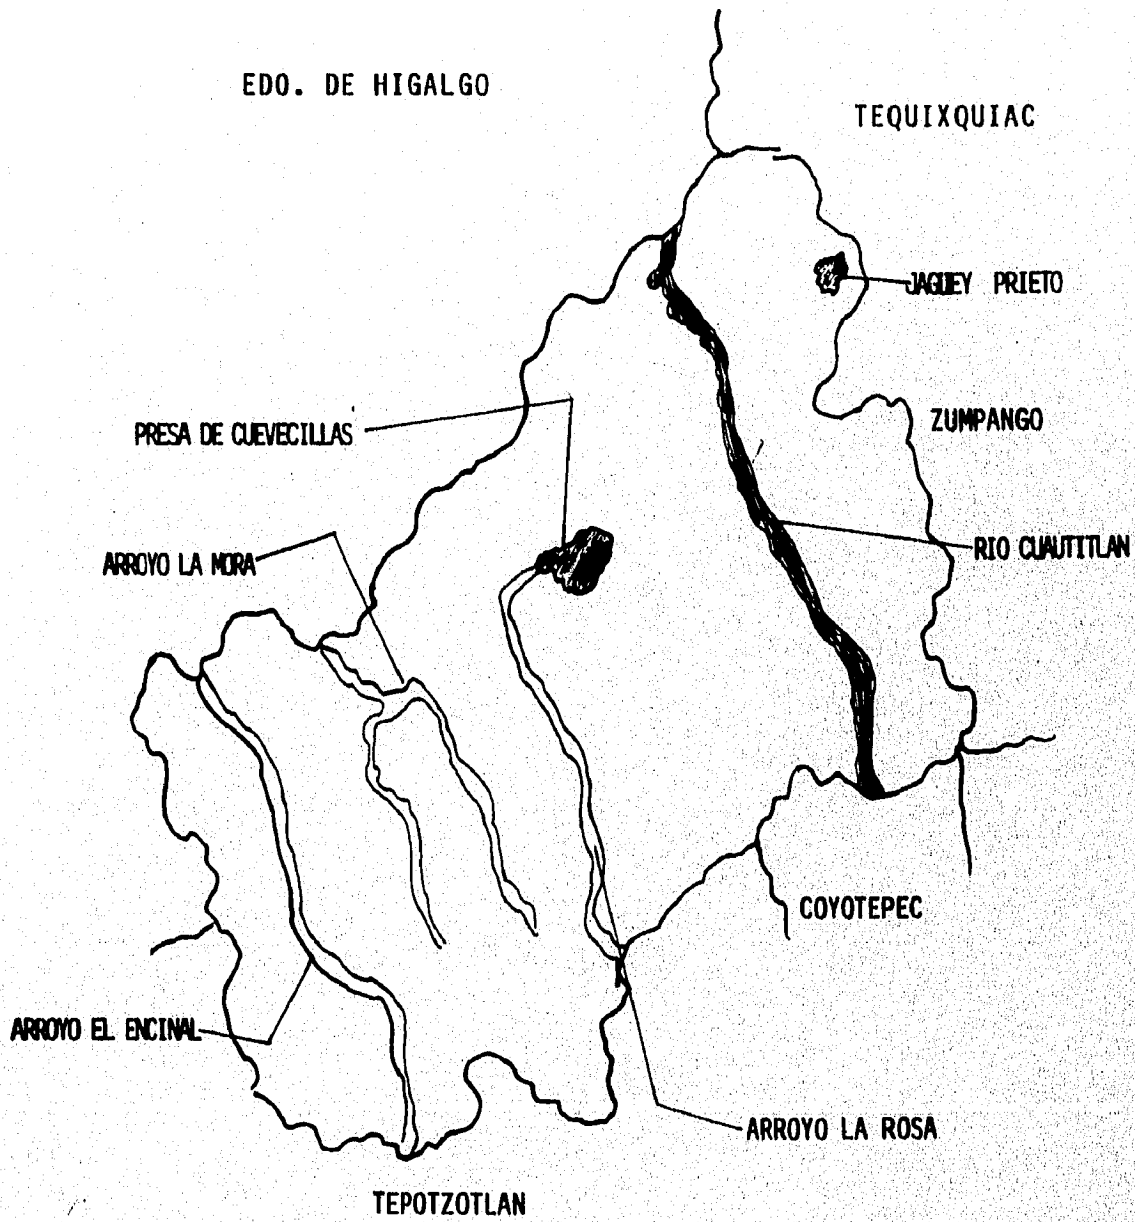 EDO. DE HIGALGO
TEQUIXQUIAC
JAGUEY PRIETO
ZUMPANGO
PRESA DE CUEVECILLAS
RIO CUAUTITLAN
ARROYO LA MORA
COYOTEPEC
ARROYO EL ENCINAL
ARROYO LA ROSA
TEPOTZOTLAN